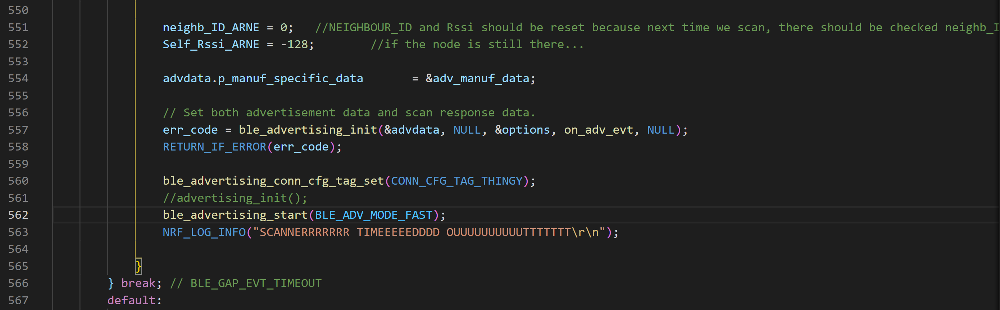 550
551 neighb_ID_ARNE = 0; //NEIGHBOUR_ID and Rssi should be reset because next time we scan, there should be checked neighb_I
552 Self_Rssi_ARNE = -128; //if the node is still there...
553
554 advdata.p_manuf_specific_data = &adv_manuf_data;
555
556 // Set both advertisement data and scan response data.
557 err_code = ble_advertising_init(&advdata, NULL, &options, on_adv_evt, NULL);
558 RETURN_IF_ERROR(err_code);
559
560 ble_advertising_conn_cfg_tag_set(CONN_CFG_TAG_THINGY);
561 //advertising_init();
562 ble_advertising_start(BLE_ADV_MODE_FAST);
563 NRF_LOG_INFO("SCANNERRRRRRR TIMEEEEEDDDD OUUUUUUUUUUTTTTTTT\r\n");
564
565 }
566 } break; // BLE_GAP_EVT_TIMEOUT
567 default: